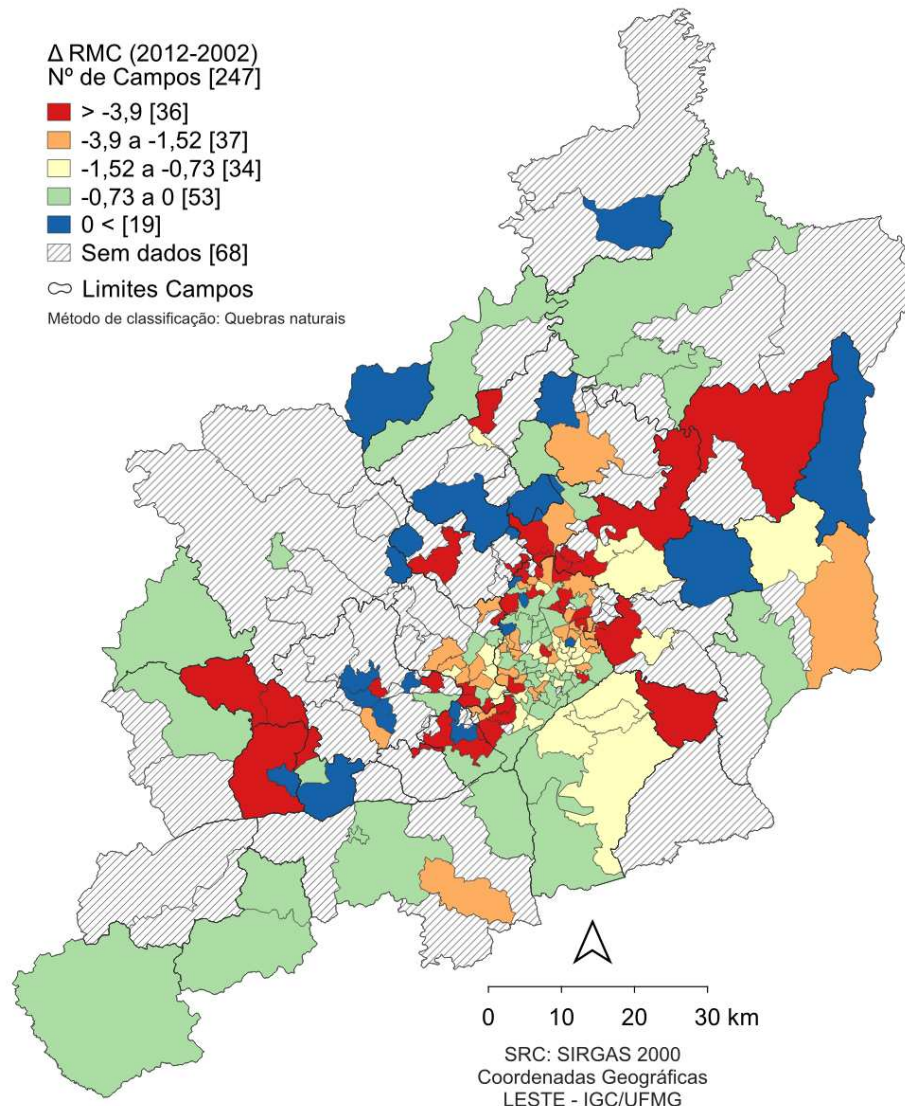 Δ RMC (2012-2002)
Nº de Campos [247]
> -3,9 [36]
-3,9 a -1,52 [37]
-1,52 a -0,73 [34]
-0,73 a 0 [53]
0 < [19]
Sem dados [68]
Limites Campos
Método de classificação: Quebras naturais
0 10 20 30 km
SRC: SIRGAS 2000
Coordenadas Geográficas
LESTE - IGC/UFMG